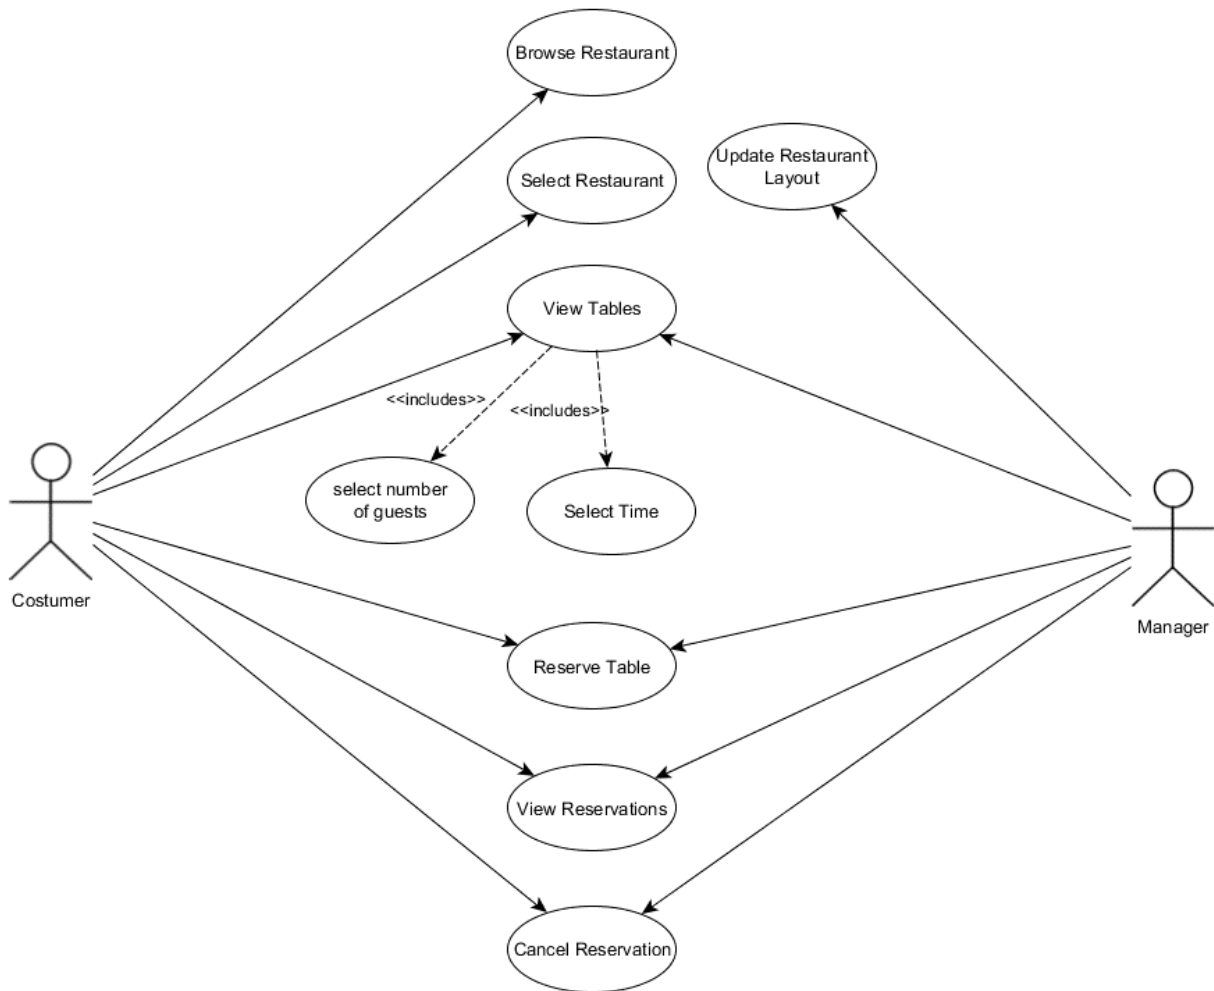 Browse Restaurant
Select Restaurant
Update Restaurant
Layout
View Tables
<<includes>>
<<includes>>
select number
of guests
Select Time
Costumer
Manager
Reserve Table
View Reservations
Cancel Reservation